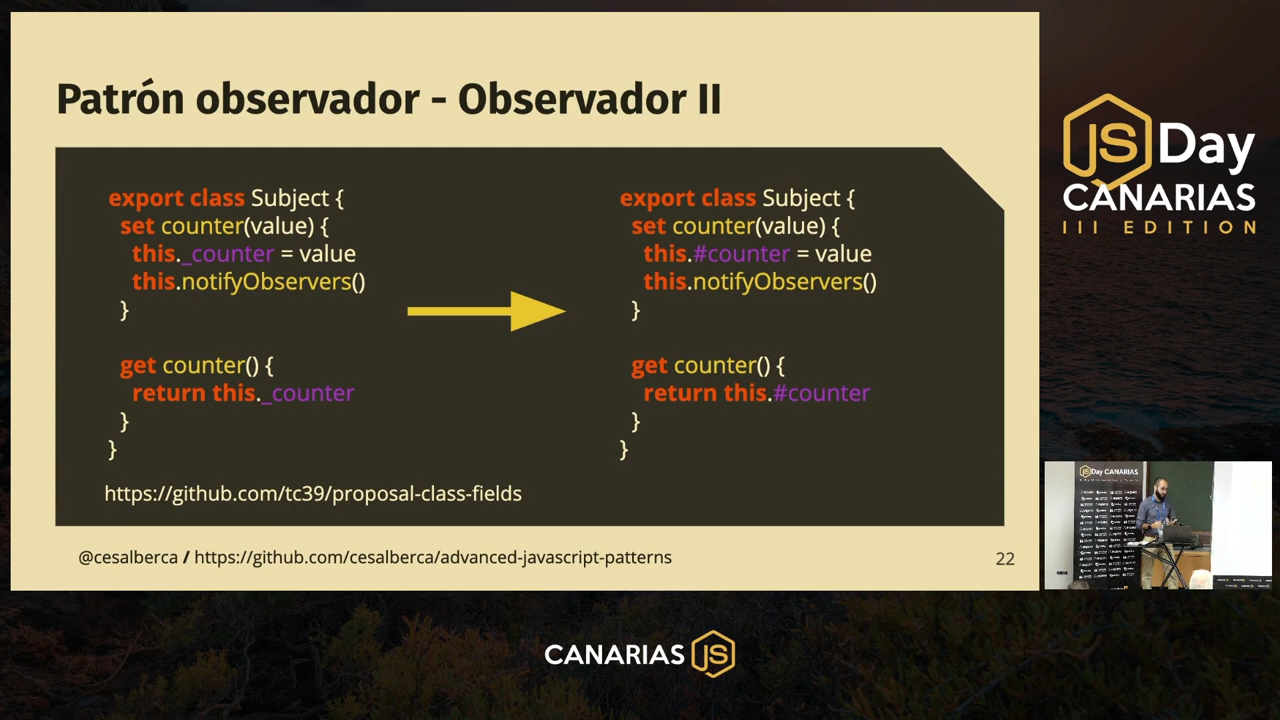 Patrón observador - Observador II
export class Subject {
set counter(value) {
this._counter = value
this.notifyObservers()
}
get counter() {
return this._counter
}
}
export class Subject {
set counter(value) {
this.#counter = value
this.notifyObservers()
}
get counter() {
return this.#counter
}
}
https://github.com/tc39/proposal-class-fields
@cesalberca / https://github.com/cesalberca/advanced-javascript-patterns
22
JS Day
CANARIAS
III EDITION
JSDay CANARIAS
CANARIAS JS